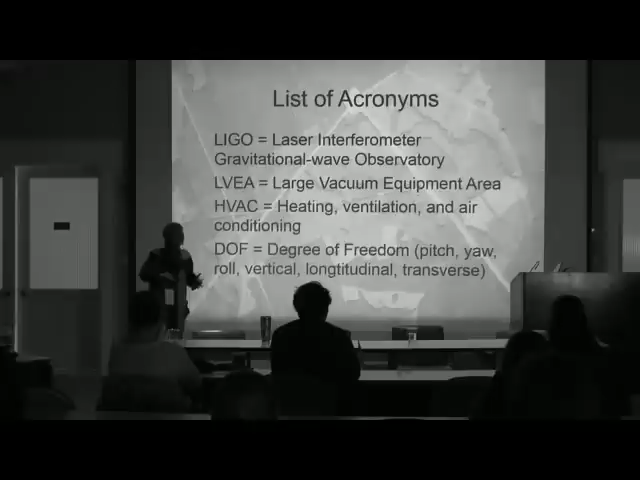 List of Acronyms
LIGO = Laser Interferometer
Gravitational-wave Observatory
LVEA = Large Vacuum Equipment Area
HVAC = Heating, ventilation, and air
conditioning
DOF = Degree of Freedom (pitch, yaw,
roll, vertical, longtitudinal, transverse)